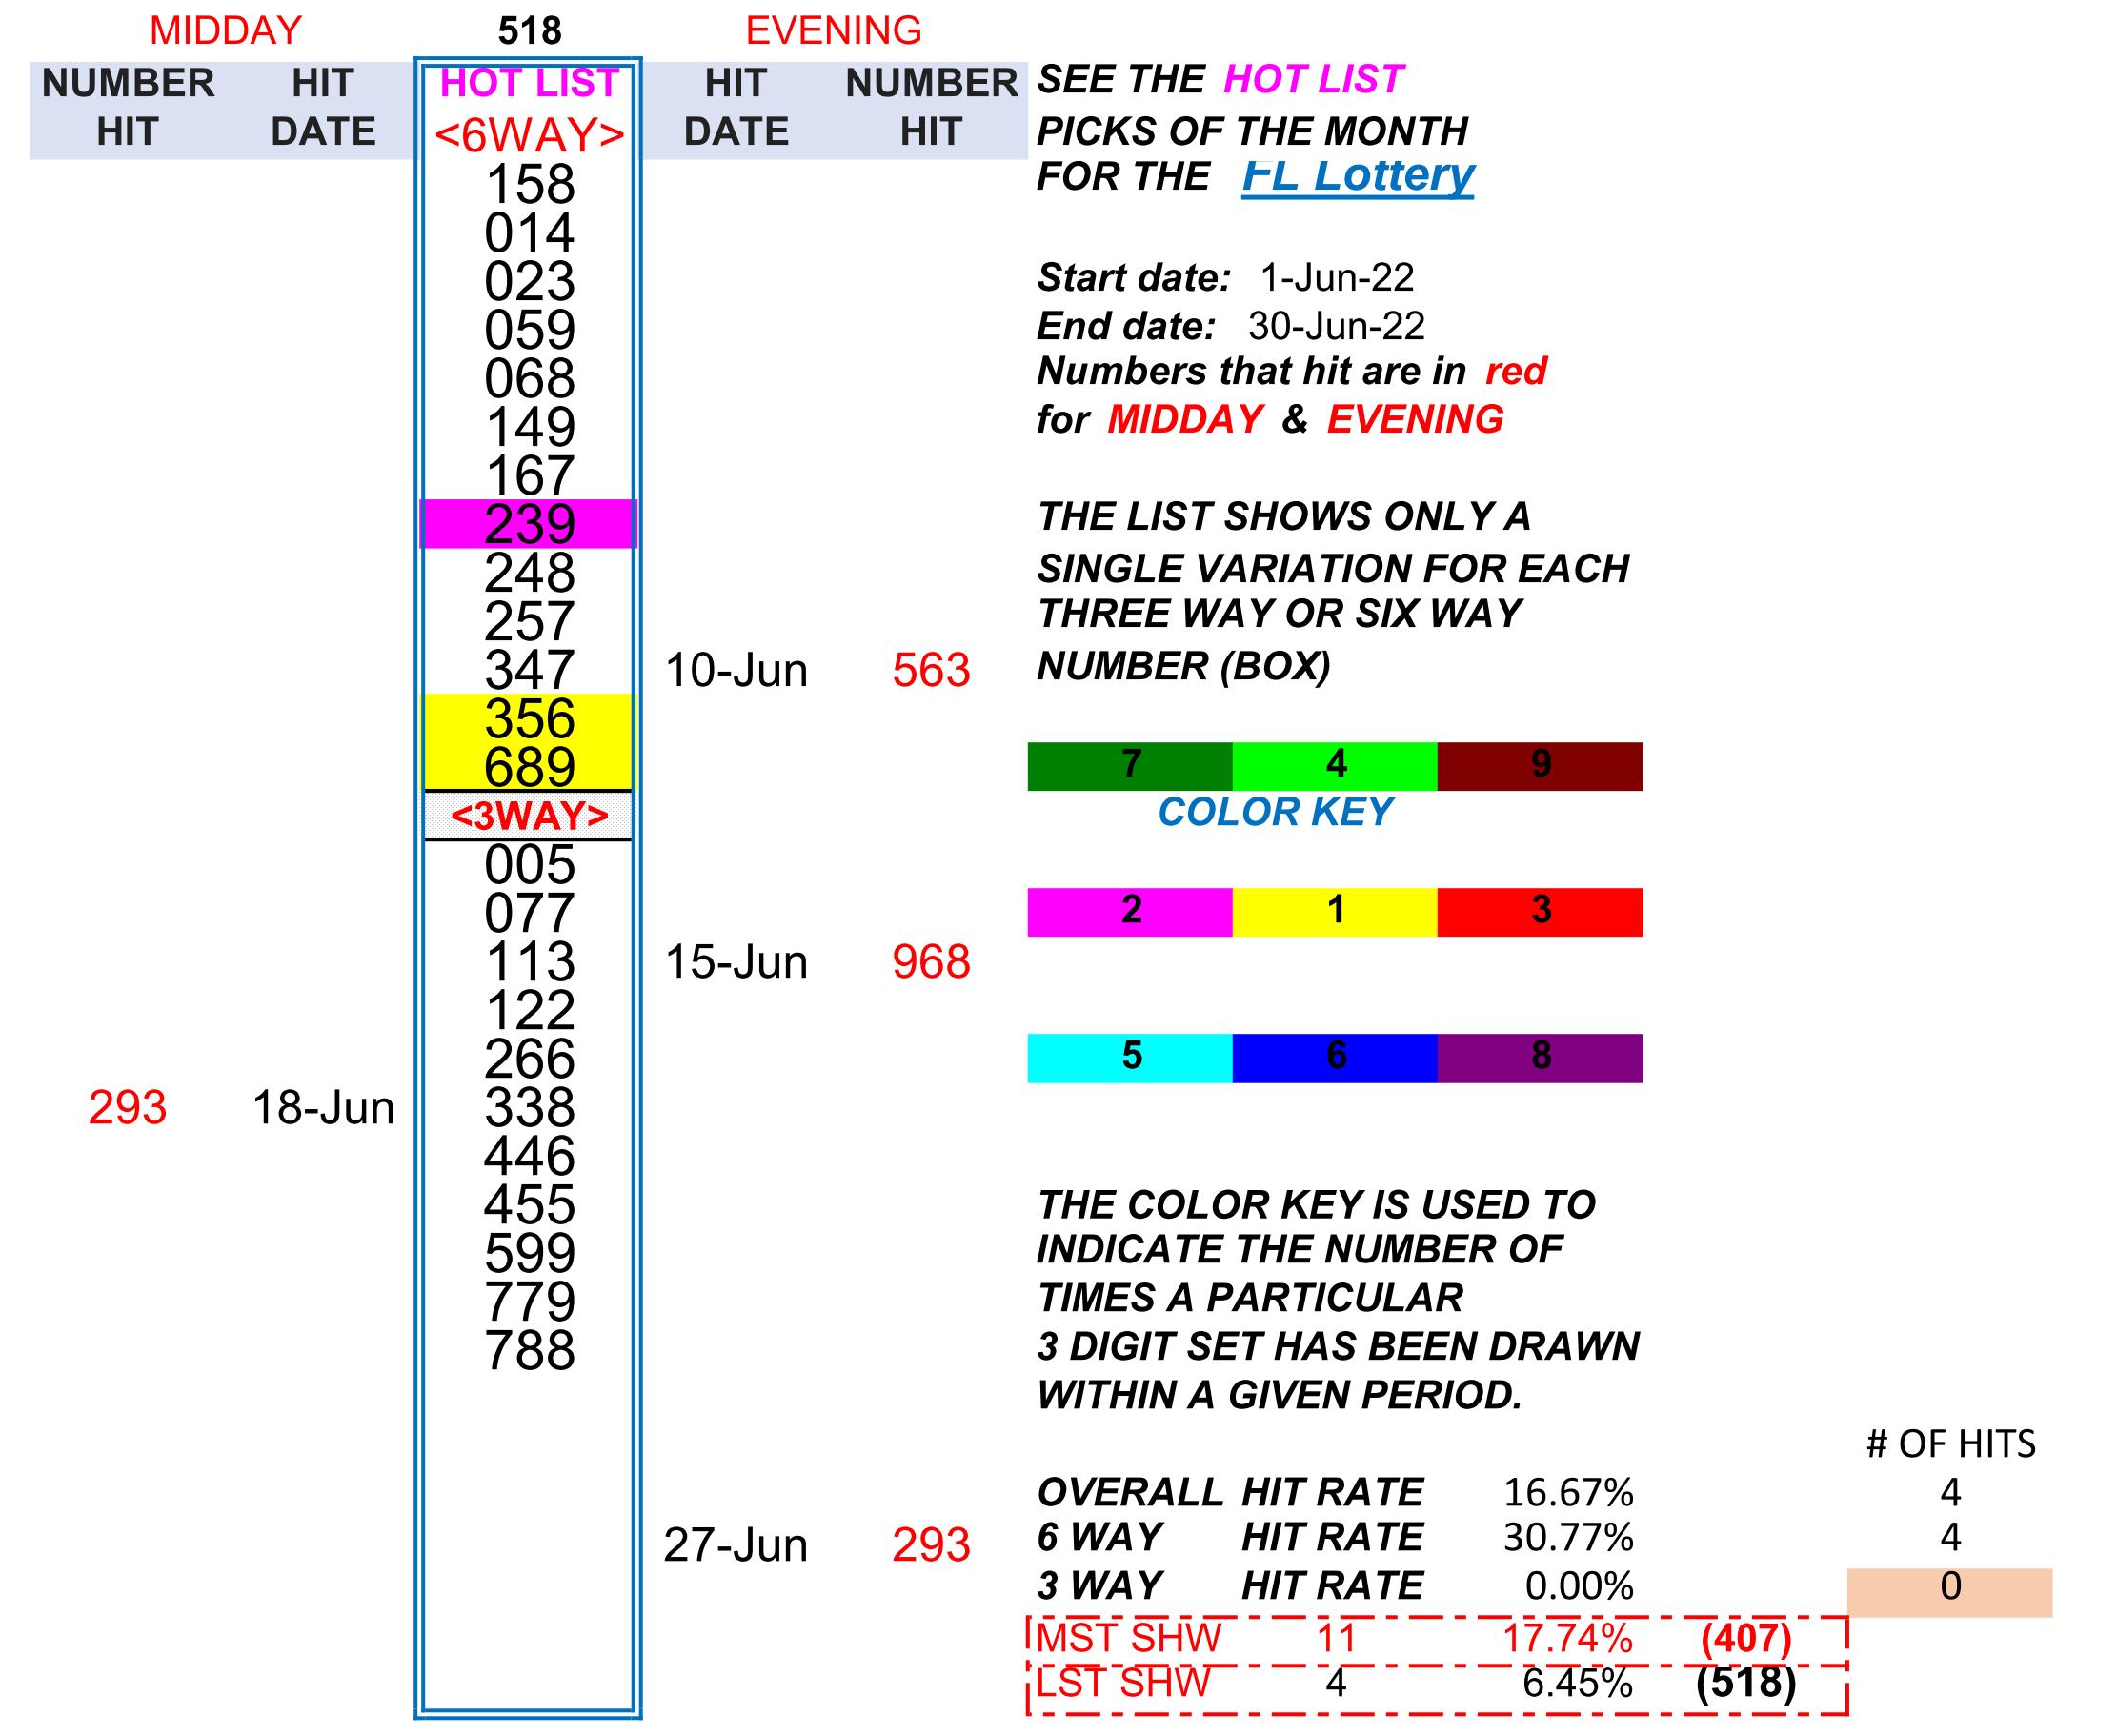 MIDDAY 518 EVENING
NUMBER HIT HOT LIST HIT NUMBER SEE THE HOT LIST
HIT DATE <6WAY> DATE HIT PICKS OF THE MONTH
158 FOR THE FL Lottery
014
023 Start date: 1-Jun-22
059 End date: 30-Jun-22
068 Numbers that hit are in red
149 for MIDDAY & EVENING
167
239 THE LIST SHOWS ONLY A
248 SINGLE VARIATION FOR EACH
257 THREE WAY OR SIX WAY
347 10-Jun 563 NUMBER (BOX)
356
689 7 4 9
<3WAY> COLOR KEY
005
077 2 1 3
113 15-Jun 968
122
266 5 6 8
293 18-Jun 338
446
455 THE COLOR KEY IS USED TO
599 INDICATE THE NUMBER OF
779 TIMES A PARTICULAR
788 3 DIGIT SET HAS BEEN DRAWN
WITHIN A GIVEN PERIOD.
# OF HITS
OVERALL HIT RATE 16.67% 4
27-Jun 293 6 WAY HIT RATE 30.77% 4
3 WAY HIT RATE 0.00% 0
MST SHW 11 17.74% (407)
LST SHW 4 6.45% (518)